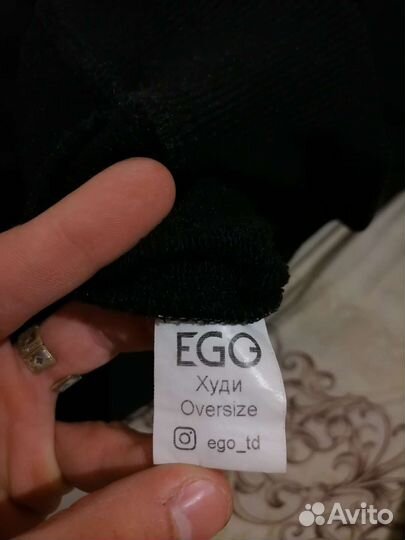 EGO
Худи
Oversize
ego_td
Avito